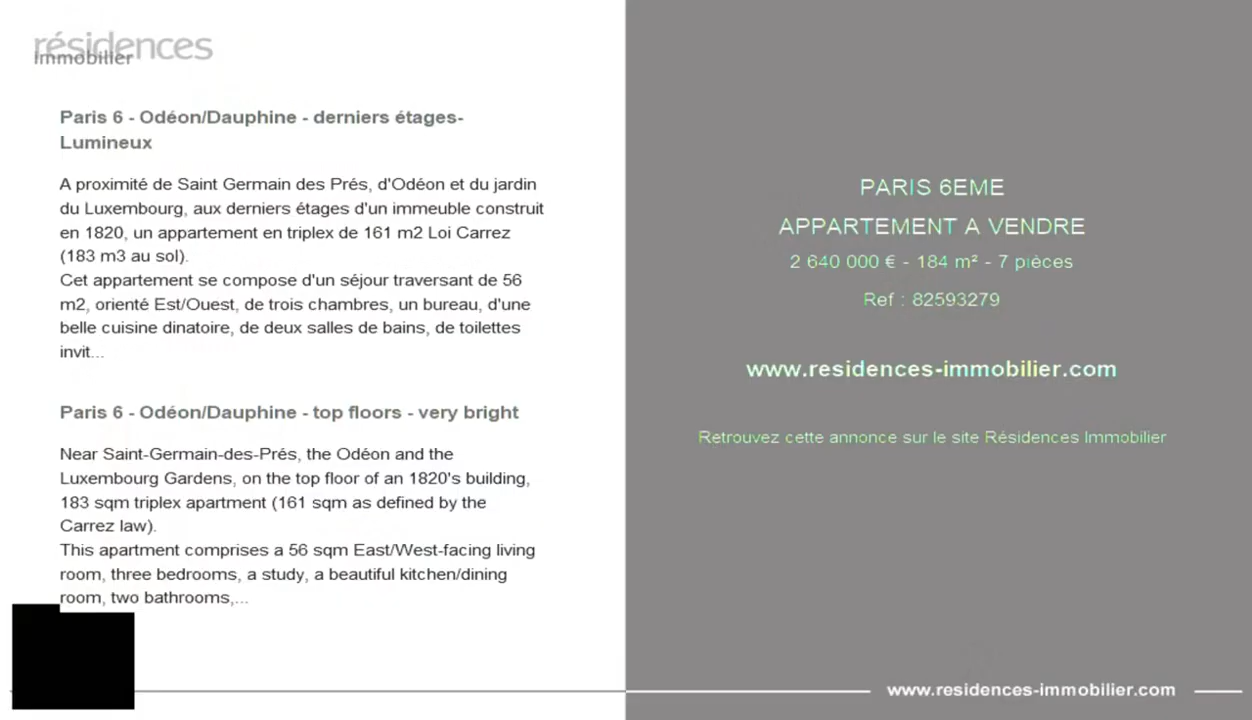 résidences
immobilier
Paris 6 - Odéon/Dauphine - derniers étages-
Lumineux
A proximité de Saint Germain des Prés, d'Odéon et du jardin
du Luxembourg, aux derniers étages d'un immeuble construit
en 1820, un appartement en triplex de 161 m2 Loi Carrez
(183 m3 au sol).
Cet appartement se compose d'un séjour traversant de 56
m2, orienté Est/Ouest, de trois chambres, un bureau, d'une
belle cuisine dinatoire, de deux salles de bains, de toilettes
invit...
Paris 6 - Odéon/Dauphine - top floors - very bright
Near Saint-Germain-des-Prés, the Odéon and the
Luxembourg Gardens, on the top floor of an 1820's building,
183 sqm triplex apartment (161 sqm as defined by the
Carrez law).
This apartment comprises a 56 sqm East/West-facing living
room, three bedrooms, a study, a beautiful kitchen/dining
room, two bathrooms,...
PARIS 6EME
APPARTEMENT A VENDRE
2 640 000 € - 184 m² - 7 pièces
Ref : 82593279
www.residences-immobilier.com
Retrouvez cette annonce sur le site Résidences Immobilier
www.residences-immobilier.com